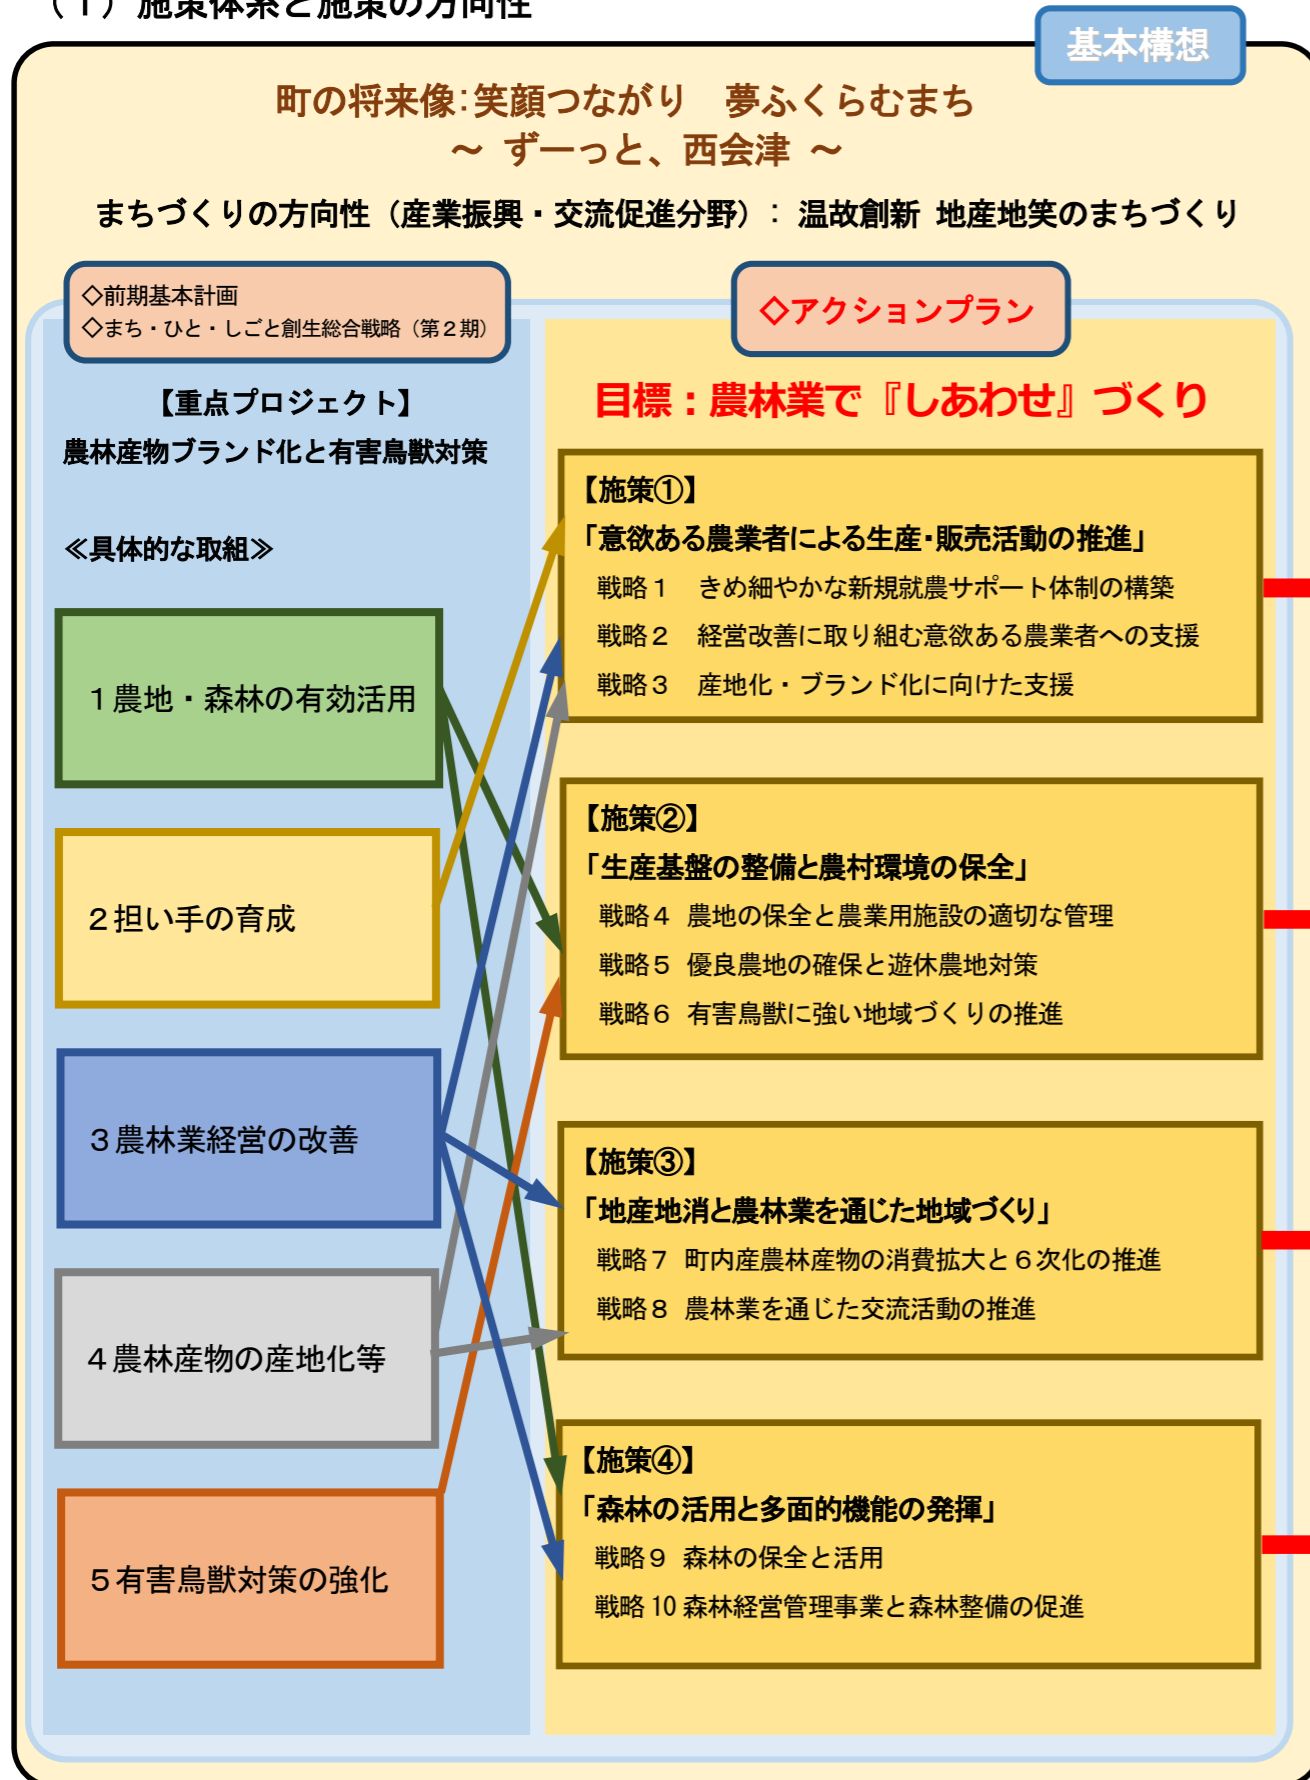 （１）施策体系と施策の方向性
基本構想
町の将来像：笑顔つながり　夢ふくらむまち
～ ずーっと、西会津 ～
まちづくりの方向性（産業振興・交流促進分野）： 温故創新 地産地笑のまちづくり
◇前期基本計画
◇まち・ひと・しごと創生総合戦略（第２期）
【重点プロジェクト】
農林産物ブランド化と有害鳥獣対策
≪具体的な取組≫
１農地・森林の有効活用
２担い手の育成
３農林業経営の改善
４農林産物の産地化等
５有害鳥獣対策の強化
◇アクションプラン
目標：農林業で『しあわせ』づくり
【施策①】
「意欲ある農業者による生産・販売活動の推進」
戦略１　きめ細やかな新規就農サポート体制の構築
戦略２　経営改善に取り組む意欲ある農業者への支援
戦略３　産地化・ブランド化に向けた支援
【施策②】
「生産基盤の整備と農村環境の保全」
戦略４ 農地の保全と農業用施設の適切な管理
戦略５ 優良農地の確保と遊休農地対策
戦略６ 有害鳥獣に強い地域づくりの推進
【施策③】
「地産地消と農林業を通じた地域づくり」
戦略７ 町内産農林産物の消費拡大と６次化の推進
戦略８ 農林業を通じた交流活動の推進
【施策④】
「森林の活用と多面的機能の発揮」
戦略９ 森林の保全と活用
戦略 10 森林経営管理事業と森林整備の促進